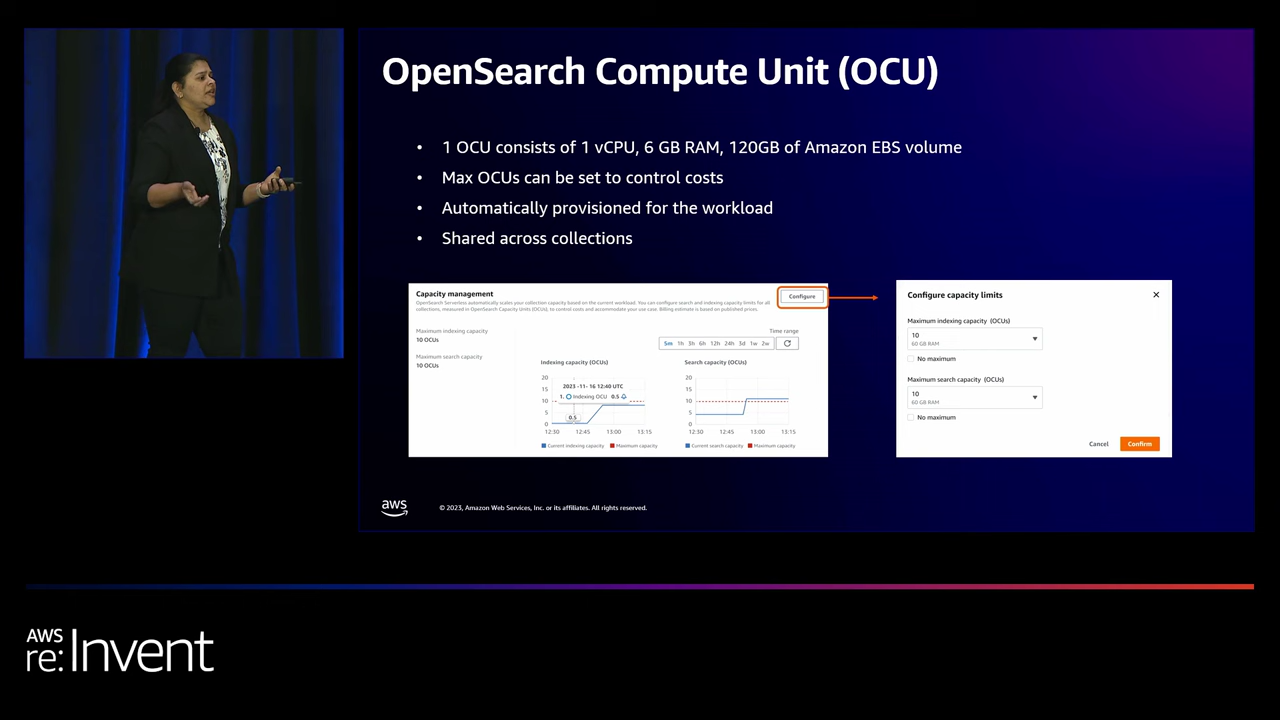 OpenSearch Compute Unit (OCU)
• 1 OCU consists of 1 vCPU, 6 GB RAM, 120GB of Amazon EBS volume
• Max OCUs can be set to control costs
• Automatically provisioned for the workload
• Shared across collections
Capacity management
Configure
OpenSearch Serverless automatically scales your collection capacity based on the current workload. You can configure search and indexing capacity limits for all
collections, measured in OpenSearch Capacity Units (OCUs), to control costs and accommodate your use case. Billing estimate is based on published prices.
Maximum indexing capacity
10 OCUs
Maximum search capacity
10 OCUs
Time range
5m 1h 3h 6h 12h 24h 3d 1w 2w
Indexing capacity (OCUs)
20
15
10
5
0
2023 -11- 16 12:40 UTC
1. Indexing OCU 0.5
0.5
12:30 12:45 13:00 13:15
Current indexing capacity Maximum capacity
Search capacity (OCUs)
20
15
10
5
0
12:30 12:45 13:00 13:15
Current search capacity Maximum capacity
Configure capacity limits
Maximum indexing capacity (OCUs)
10
60 GB RAM
No maximum
Maximum search capacity (OCUs)
10
60 GB RAM
No maximum
Cancel Confirm
aws
© 2023, Amazon Web Services, Inc. or its affiliates. All rights reserved.
AWS
re:Invent